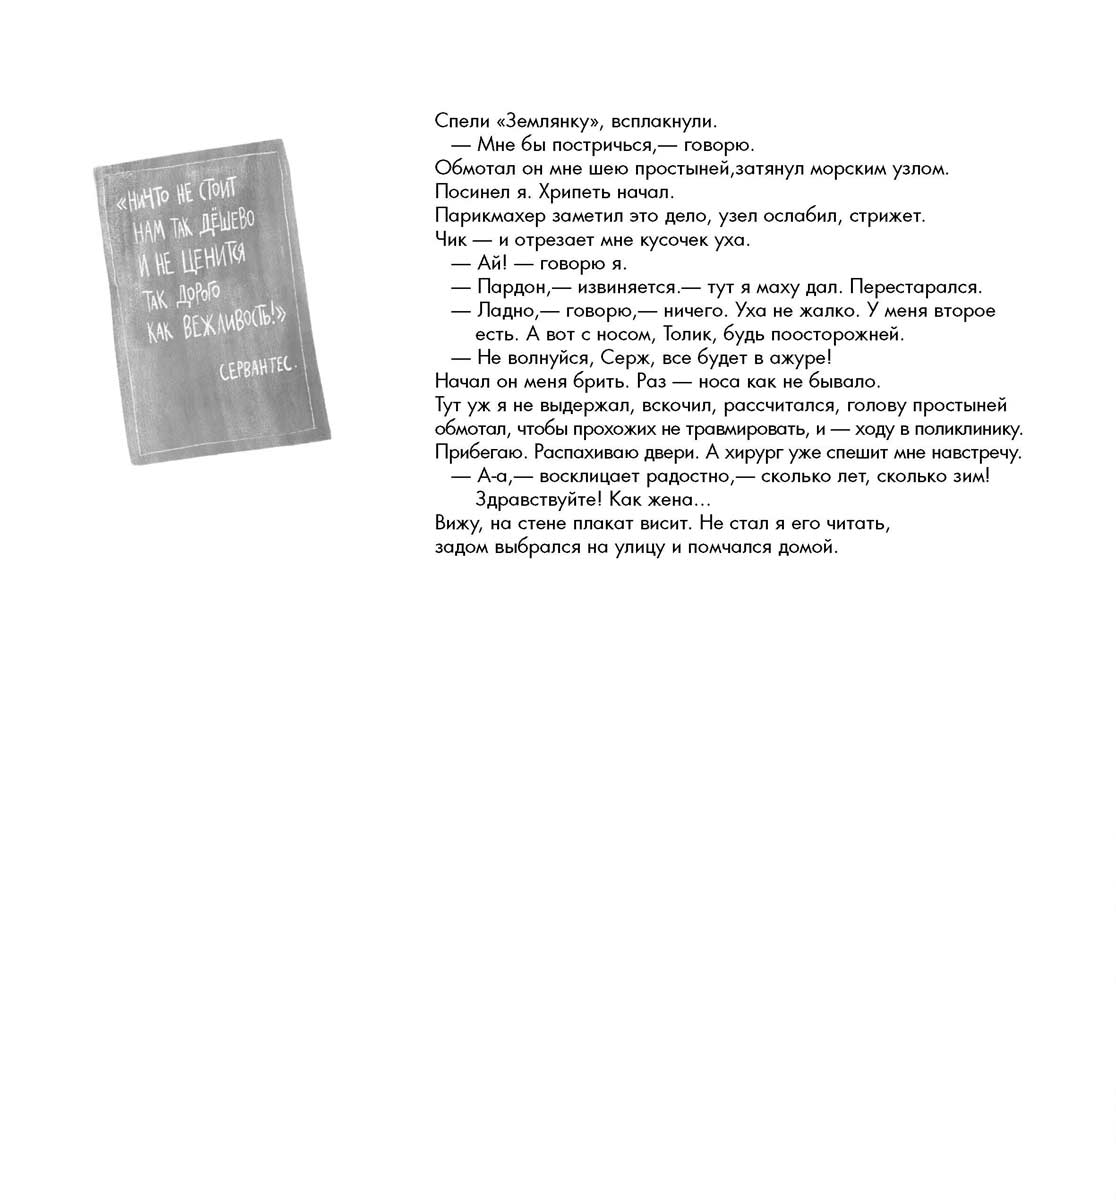 «НИЧТО НЕ СТОИТ
НАМ ТАК ДЁШЕВО
И НЕ ЦЕНИТСЯ
ТАК ДОРОГО
КАК ВЕЖЛИВОСТЬ!»
СЕРВАНТЕС.
Спели «Землянку», всплакнули.
— Мне бы постричься,— говорю.
Обмотал он мне шею простыней,затянул морским узлом.
Посинел я. Хрипеть начал.
Парикмахер заметил это дело, узел ослабил, стрижет.
Чик — и отрезает мне кусочек уха.
— Ай! — говорю я.
— Пардон,— извиняется.— тут я маху дал. Перестарался.
— Ладно,— говорю,— ничего. Уха не жалко. У меня второе
есть. А вот с носом, Толик, будь поосторожней.
— Не волнуйся, Серж, все будет в ажуре!
Начал он меня брить. Раз — носа как не бывало.
Тут уж я не выдержал, вскочил, рассчитался, голову простыней
обмотал, чтобы прохожих не травмировать, и — ходу в поликлинику.
Прибегаю. Распахиваю двери. А хирург уже спешит мне навстречу.
— А-а,— восклицает радостно,— сколько лет, сколько зим!
Здравствуйте! Как жена...
Вижу, на стене плакат висит. Не стал я его читать,
задом выбрался на улицу и помчался домой.